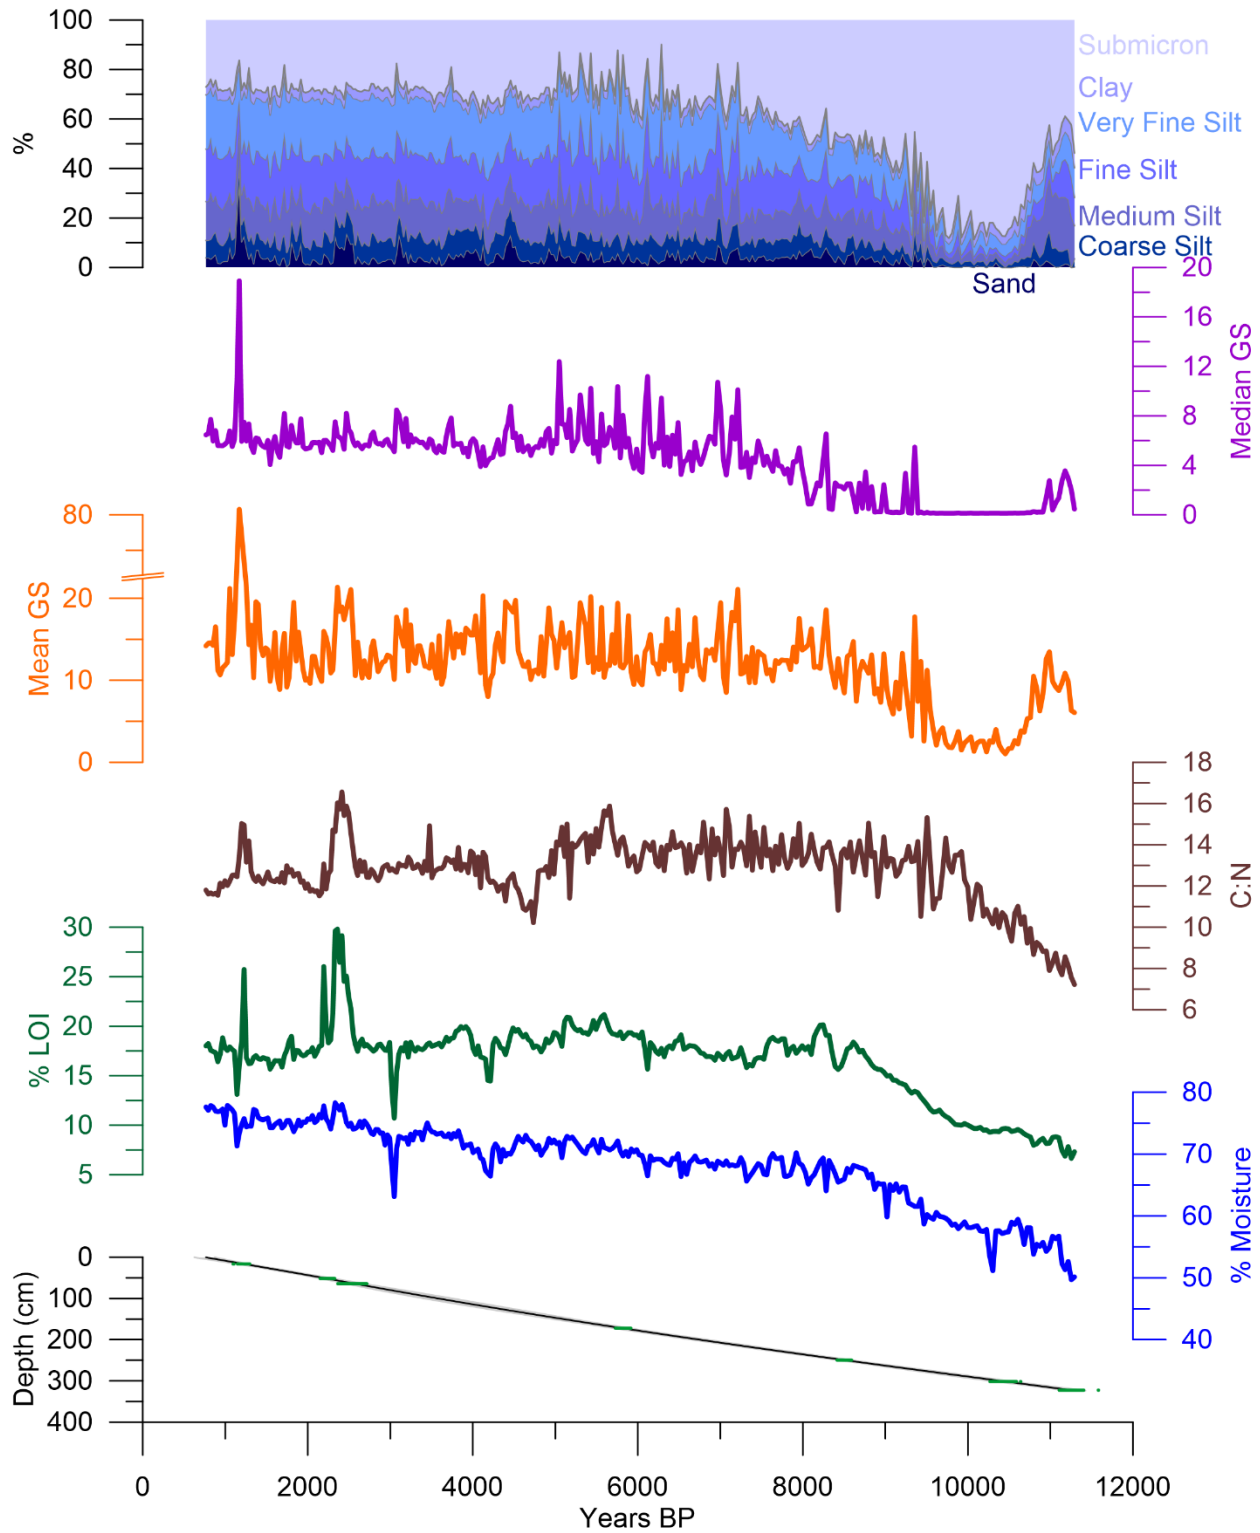 100
80
60
40
20
0
%
Submicron
Clay
Very Fine Silt
Fine Silt
Medium Silt
Coarse Silt
Sand
20
16
12
8
4
0
Median GS
80
20
10
0
Mean GS
18
16
14
12
10
8
6
C:N
30
25
20
15
10
5
% LOI
80
70
60
50
40
% Moisture
0
100
200
300
400
Depth (cm)
0 2000 4000 6000 8000 10000 12000
Years BP